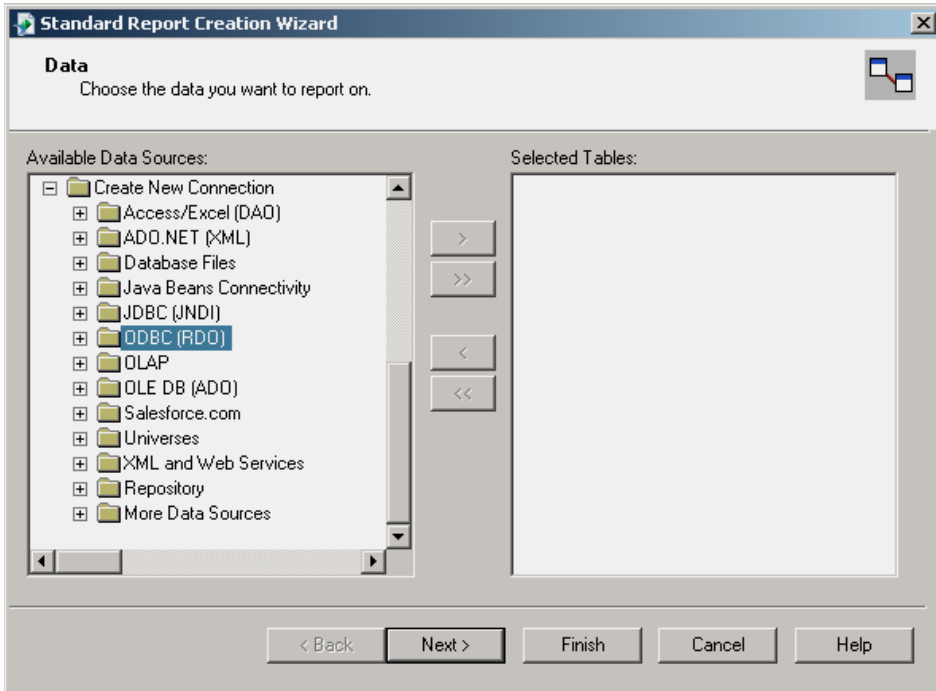 Standard Report Creation Wizard
Data
Choose the data you want to report on.
Available Data Sources:
Selected Tables:
Create New Connection
Access/Excel (DAO)
ADO.NET (XML)
Database Files
Java Beans Connectivity
JDBC (JNDI)
ODBC (RDO)
OLAP
OLE DB (ADO)
Salesforce.com
Universes
XML and Web Services
Repository
More Data Sources
>
>>
<
<<
< Back
Next >
Finish
Cancel
Help